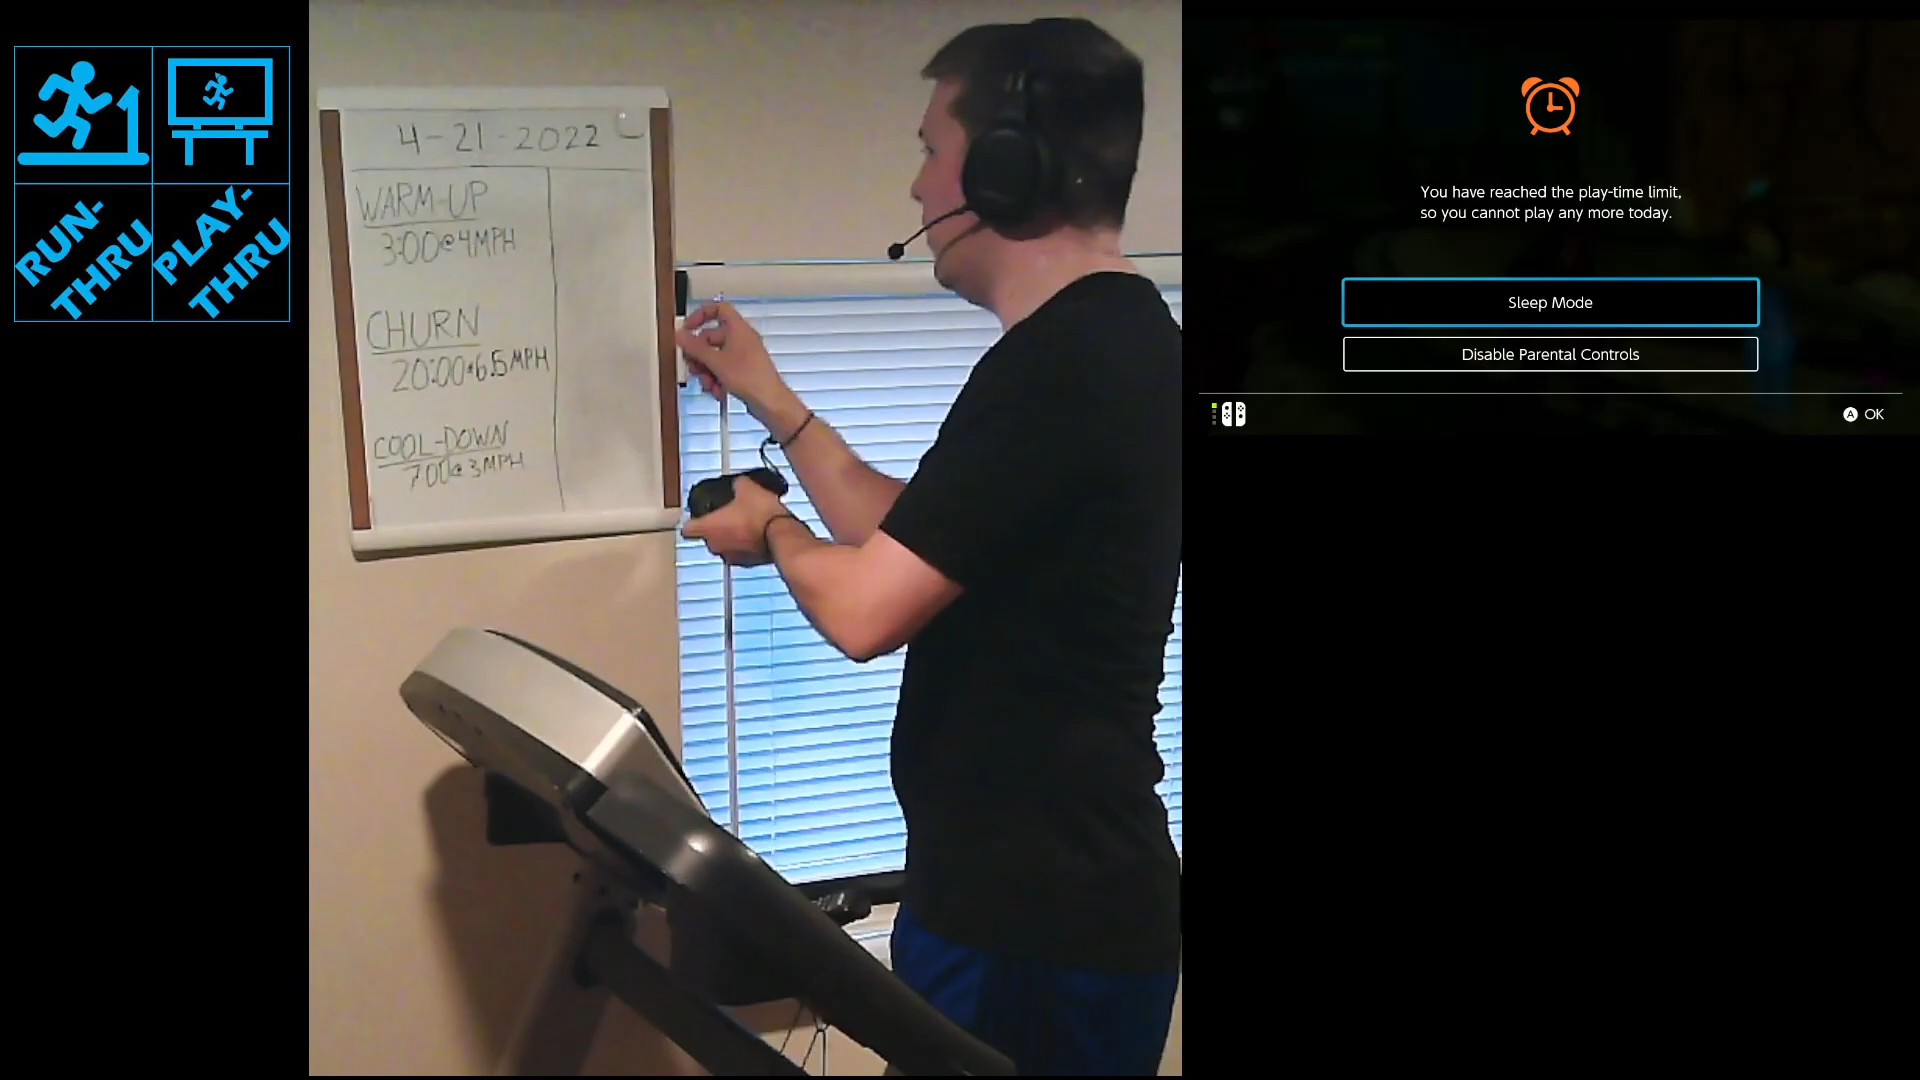 RUN-
THRU
PLAY-
THRU
4-21-2022
WARM-UP
3:00@4MPH
CHURN
20:00@6.5MPH
COOL-DOWN
7:00@3MPH
You have reached the play-time limit,
so you cannot play any more today.
Sleep Mode
Disable Parental Controls
A OK